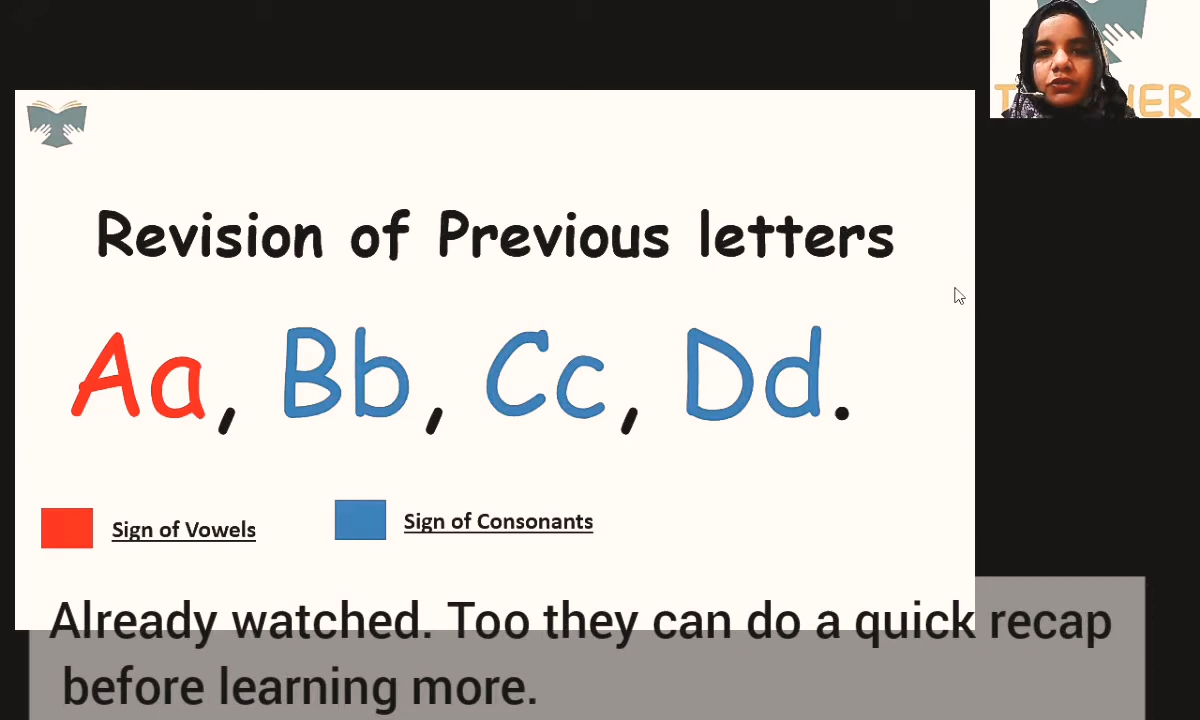 Revision of Previous letters
Aa, Bb, Cc, Dd.
Sign of Vowels
Sign of Consonants
Already watched. Too they can do a quick recap
before learning more.